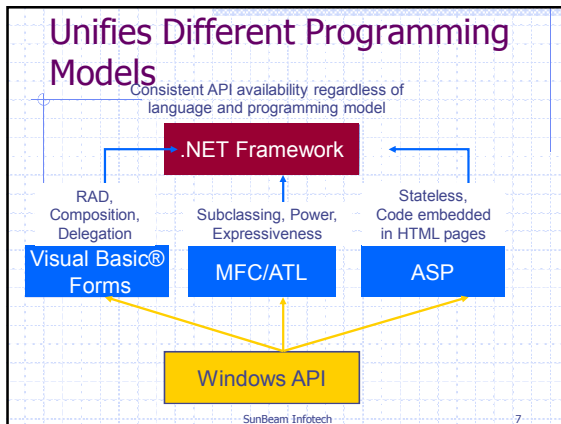 Unifies Different Programming
Models
Consistent API availability regardless of
language and programming model
.NET Framework
RAD,
Composition,
Delegation
Subclassing, Power,
Expressiveness
Stateless,
Code embedded
in HTML pages
Visual Basic®
Forms
MFC/ATL
ASP
Windows API
SunBeam Infotech
7